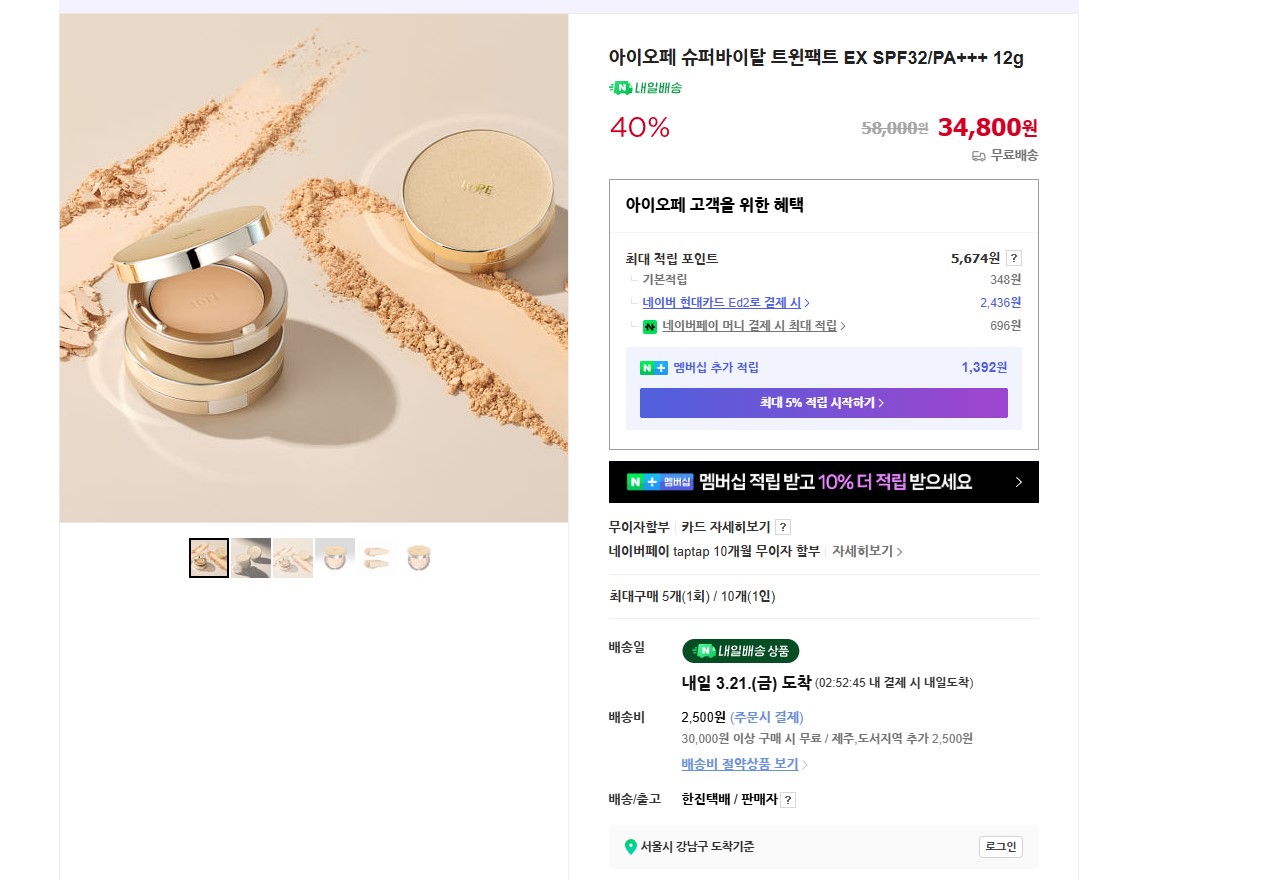 아이오페 슈퍼바이탈 트윈팩트 EX SPF32/PA+++ 12g
N 내일배송
40% 58,000원 34,800원
무료배송
아이오페 고객을 위한 혜택
최대 적립 포인트 5,674원 ?
기본적립 348원
네이버 현대카드 Ed2로 결제 시 > 2,436원
네이버페이 머니 결제 시 최대 적립 > 696원
N + 멤버십 추가 적립 1,392원
최대 5% 적립 시작하기 >
N + 멤버십 멤버십 적립 받고 10% 더 적립 받으세요 >
무이자할부 카드 자세히보기 ?
네이버페이 taptap 10개월 무이자 할부 자세히보기 >
최대구매 5개(1회) / 10개(1인)
배송일 N 내일배송 상품
내일 3.21.(금) 도착 (02:52:45 내 결제 시 내일도착)
배송비 2,500원 (주문시 결제)
30,000원 이상 구매 시 무료 / 제주,도서지역 추가 2,500원
배송비 절약상품 보기 >
배송/출고 한진택배 / 판매자 ?
서울시 강남구 도착기준 로그인
IOPE
IOPE